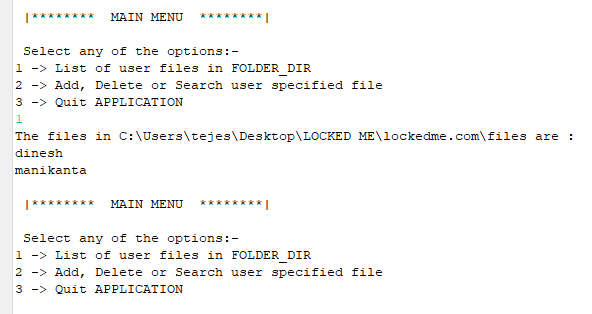 |******** MAIN MENU ********|
Select any of the options:-
1 -> List of user files in FOLDER_DIR
2 -> Add, Delete or Search user specified file
3 -> Quit APPLICATION
1
The files in C:\Users\tejes\Desktop\LOCKED ME\lockedme.com\files are :
dinesh
manikanta
|******** MAIN MENU ********|
Select any of the options:-
1 -> List of user files in FOLDER_DIR
2 -> Add, Delete or Search user specified file
3 -> Quit APPLICATION